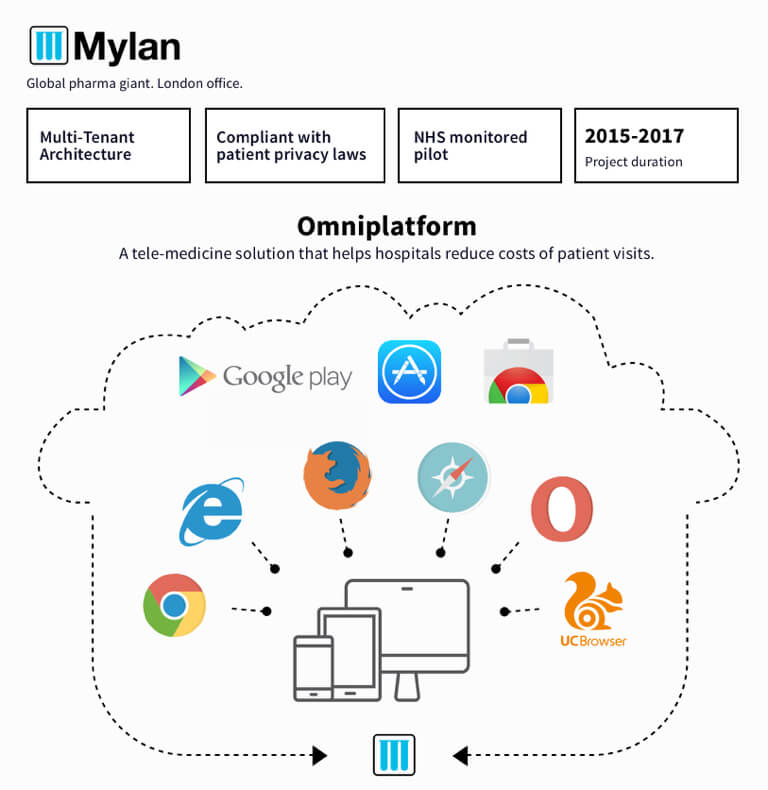 Mylan
Global pharma giant. London office.
Multi-Tenant
Architecture
Compliant with
patient privacy laws
NHS monitored
pilot
2015-2017
Project duration
Omniplatform
A tele-medicine solution that helps hospitals reduce costs of patient visits.
Google play
UCBrowser